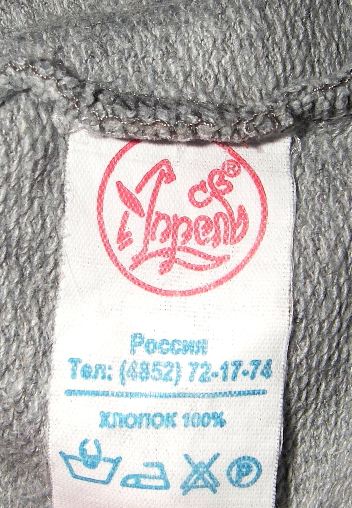 СВ®
Апрель
Россия
Тел: (4852) 72-17-74
ХЛОПОК 100%
P